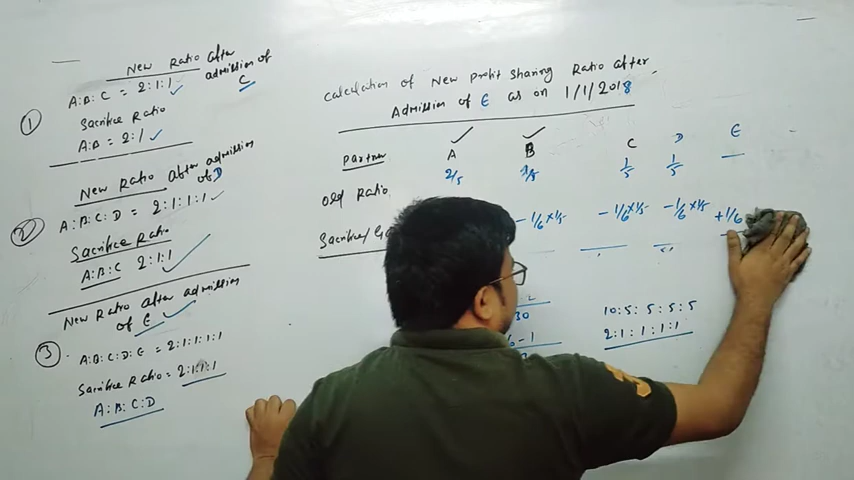 New Ratio after
admission of
C
① A:B:C = 2:1:1
Sacrifice Ratio
A:B = 2:1
New Ratio after admission
of D
② A:B:C:D = 2:1:1:1
Sacrifice Ratio
A:B:C 2:1:1
New Ratio after admission
of E
③ A:B:C:D:E = 2:1:1:1:1
Sacrifice Ratio = 2:1:1:1
A:B:C:D
Calculation of New Profit Sharing Ratio after
Admission of E as on 1/1/2018
Partner A B C D E
Old Ratio 2/5 1/5 1/5 1/5 —
Sacrifice/ -1/6×1/5 -1/6×1/5 -1/6×1/5 +1/6
30
- 1
10:5:5:5:5
2:1:1:1:1